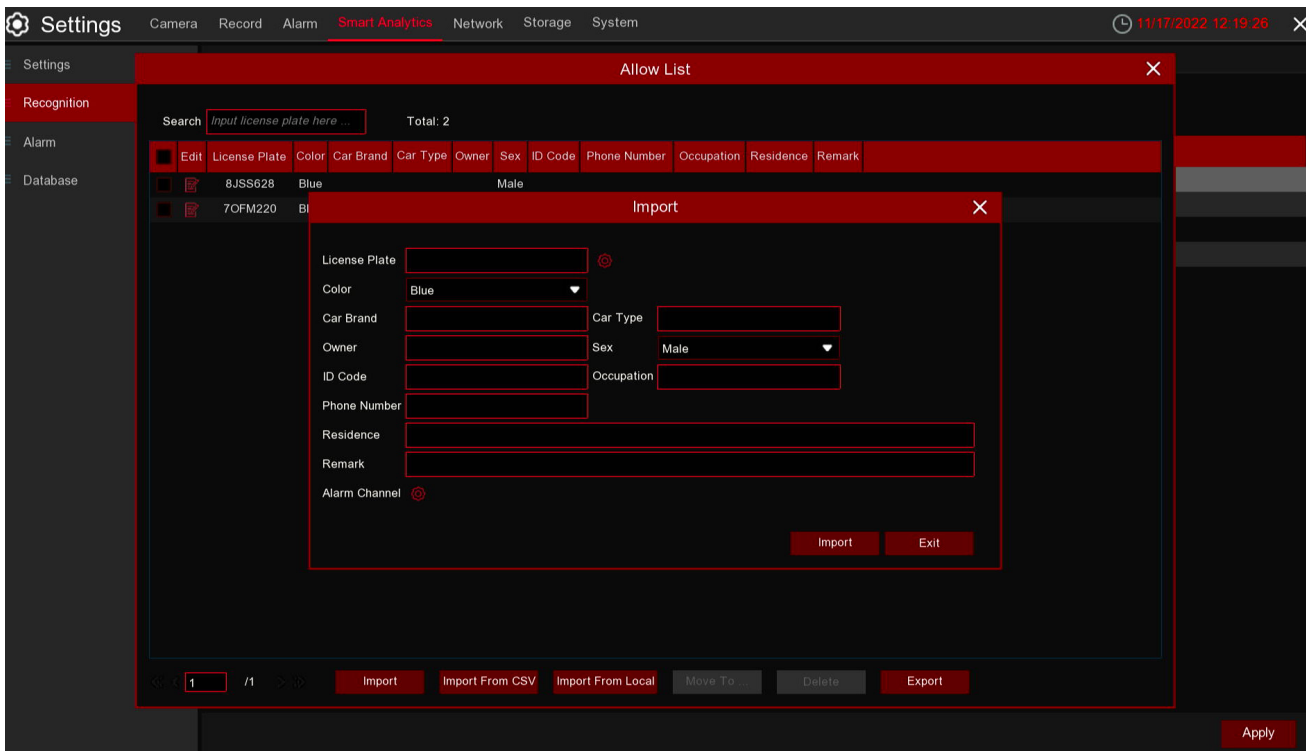 Settings Camera Record Alarm Smart Analytics Network Storage System 11/17/2022 12:19:26
Settings
Recognition
Alarm
Database
Allow List
Search Input license plate here ... Total: 2
Edit License Plate Color Car Brand Car Type Owner Sex ID Code Phone Number Occupation Residence Remark
8JSS628 Blue Male
7OFM220 Bl
Import
License Plate
Color Blue
Car Brand Car Type
Owner Sex Male
ID Code Occupation
Phone Number
Residence
Remark
Alarm Channel
Import Exit
1 /1 Import Import From CSV Import From Local Move To ... Delete Export
Apply